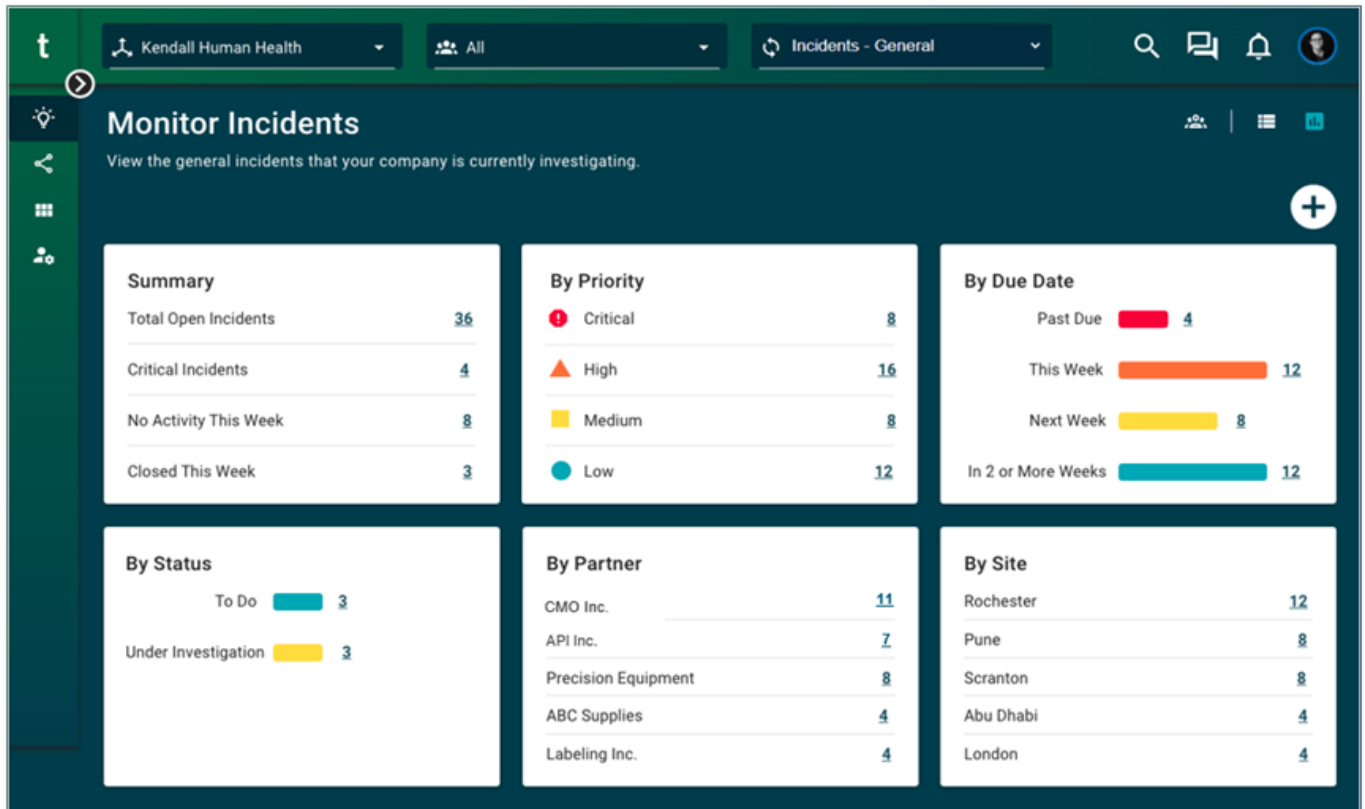 t
Kendall Human Health
All
Incidents - General
Monitor Incidents
View the general incidents that your company is currently investigating.
Summary
Total Open Incidents 36
Critical Incidents 4
No Activity This Week 8
Closed This Week 3
By Priority
Critical 8
High 16
Medium 8
Low 12
By Due Date
Past Due 4
This Week 12
Next Week 8
In 2 or More Weeks 12
By Status
To Do 3
Under Investigation 3
By Partner
CMO Inc. 11
API Inc. 7
Precision Equipment 8
ABC Supplies 4
Labeling Inc. 4
By Site
Rochester 12
Pune 8
Scranton 8
Abu Dhabi 4
London 4